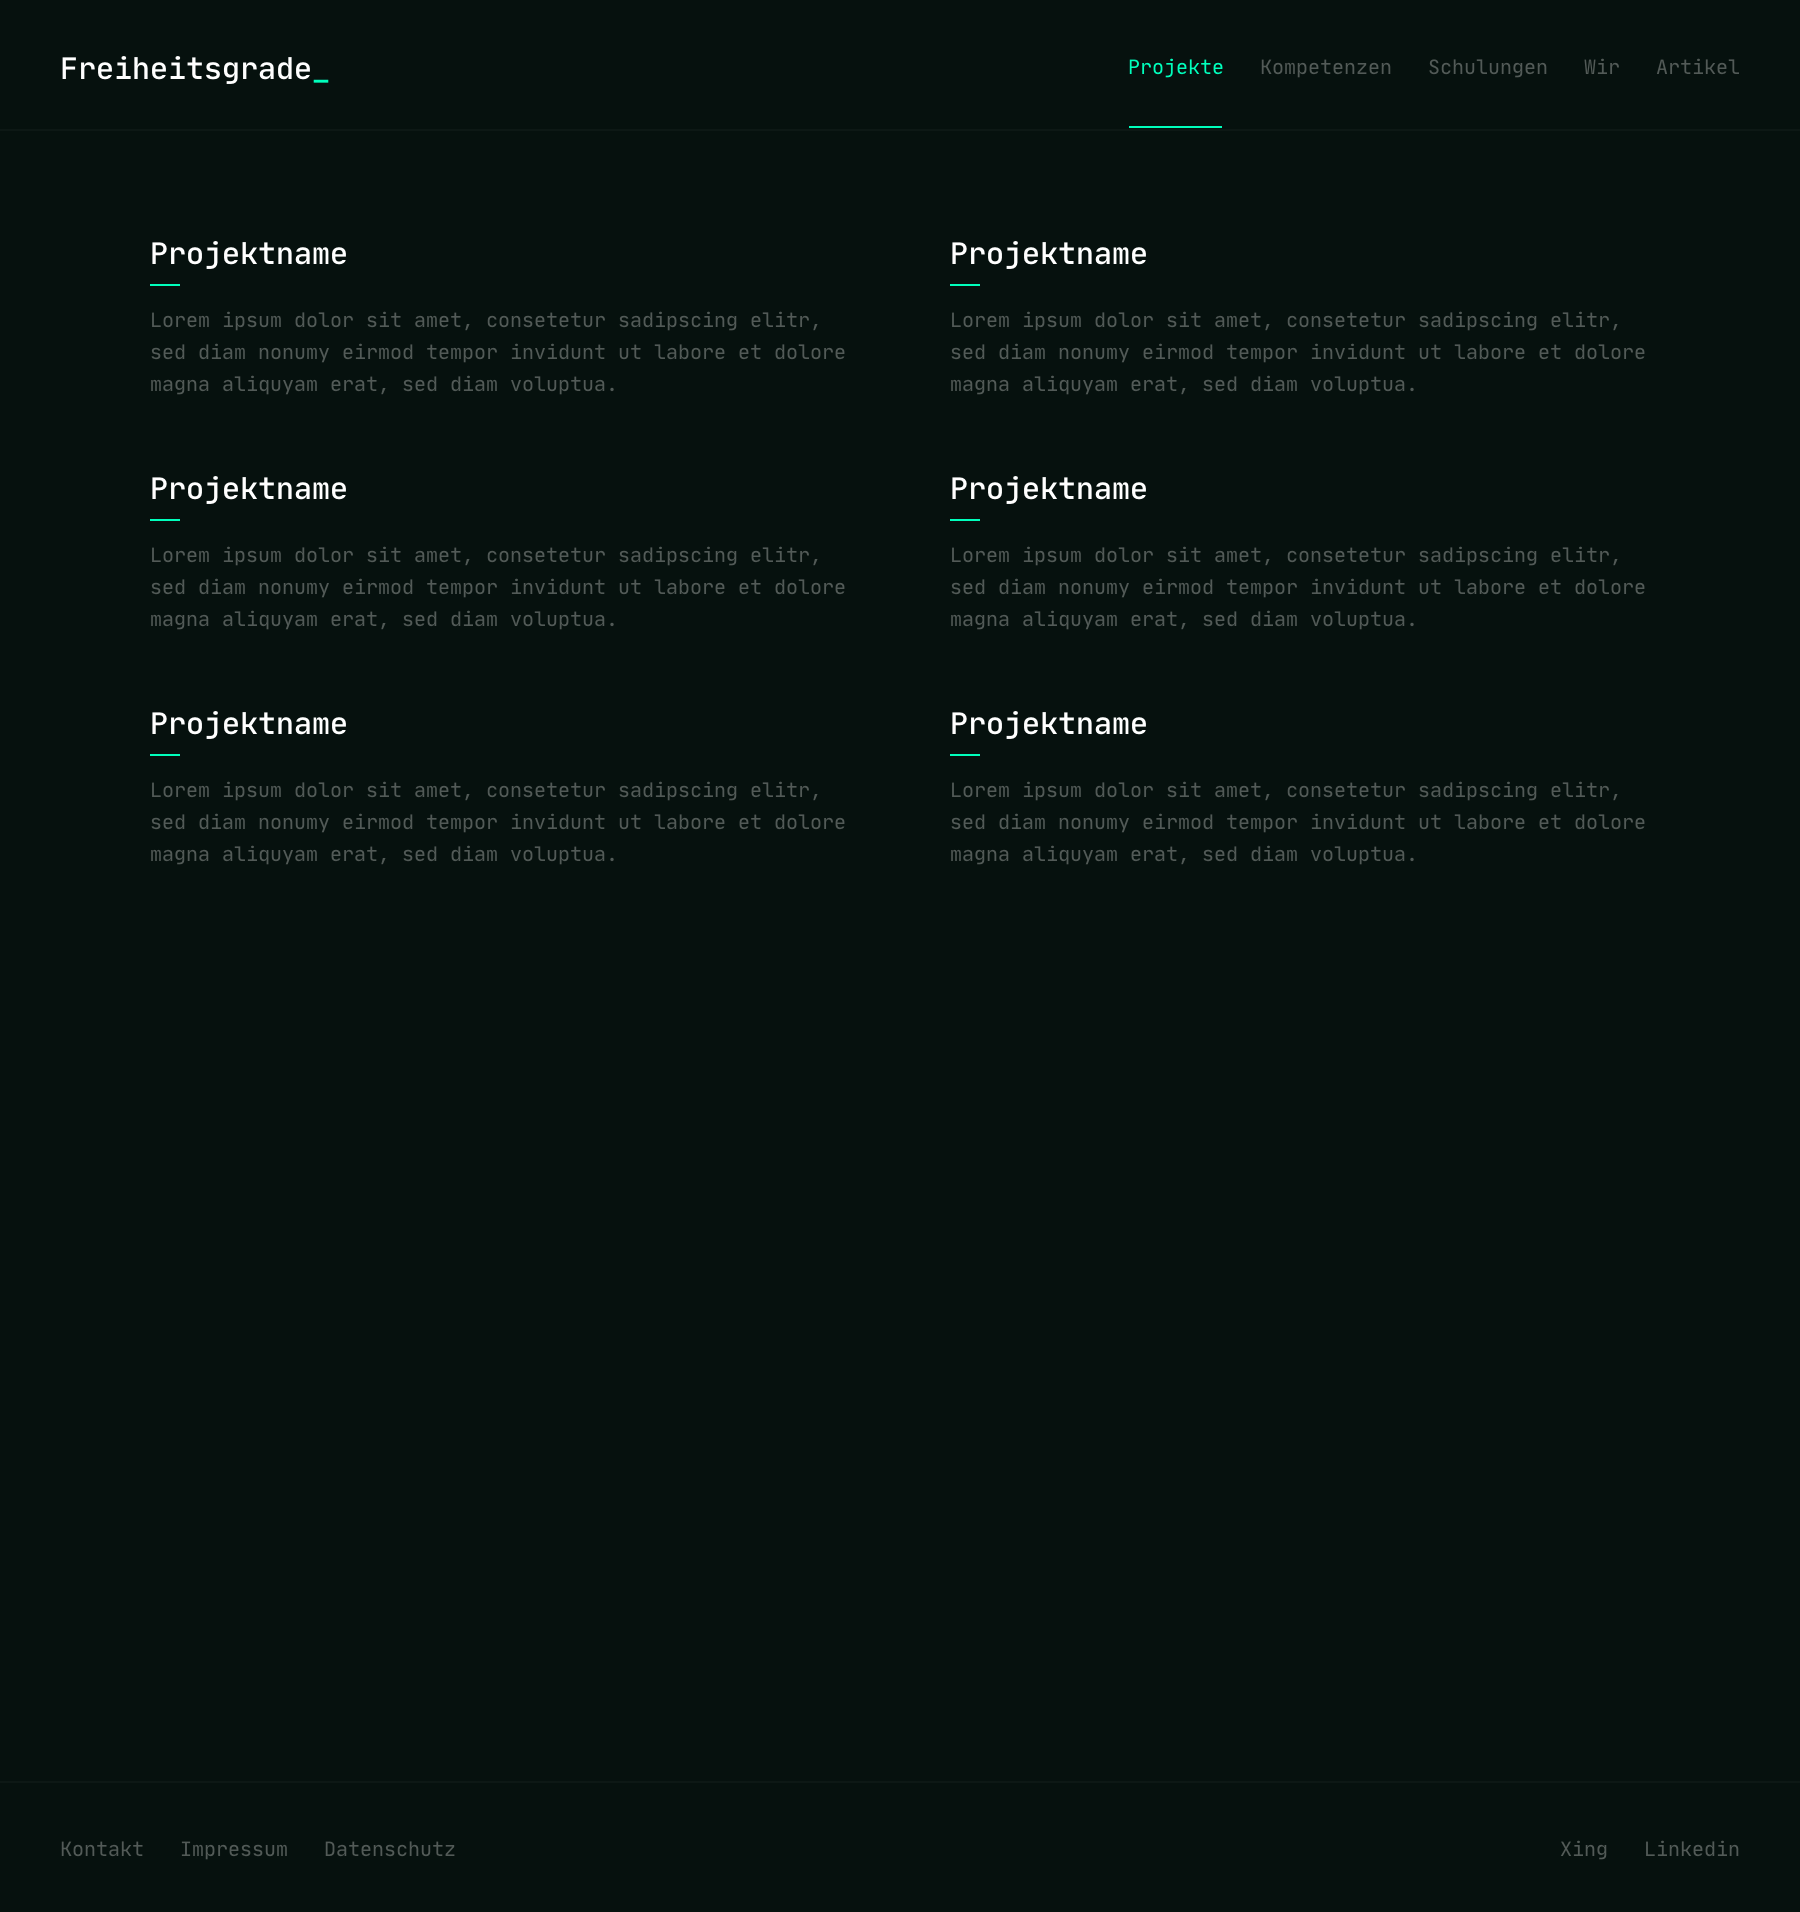 Freiheitsgrade_
Projekte Kompetenzen Schulungen Wir Artikel
Projektname
Lorem ipsum dolor sit amet, consetetur sadipscing elitr,
sed diam nonumy eirmod tempor invidunt ut labore et dolore
magna aliquyam erat, sed diam voluptua.
Projektname
Lorem ipsum dolor sit amet, consetetur sadipscing elitr,
sed diam nonumy eirmod tempor invidunt ut labore et dolore
magna aliquyam erat, sed diam voluptua.
Projektname
Lorem ipsum dolor sit amet, consetetur sadipscing elitr,
sed diam nonumy eirmod tempor invidunt ut labore et dolore
magna aliquyam erat, sed diam voluptua.
Projektname
Lorem ipsum dolor sit amet, consetetur sadipscing elitr,
sed diam nonumy eirmod tempor invidunt ut labore et dolore
magna aliquyam erat, sed diam voluptua.
Projektname
Lorem ipsum dolor sit amet, consetetur sadipscing elitr,
sed diam nonumy eirmod tempor invidunt ut labore et dolore
magna aliquyam erat, sed diam voluptua.
Projektname
Lorem ipsum dolor sit amet, consetetur sadipscing elitr,
sed diam nonumy eirmod tempor invidunt ut labore et dolore
magna aliquyam erat, sed diam voluptua.
Kontakt Impressum Datenschutz
Xing Linkedin